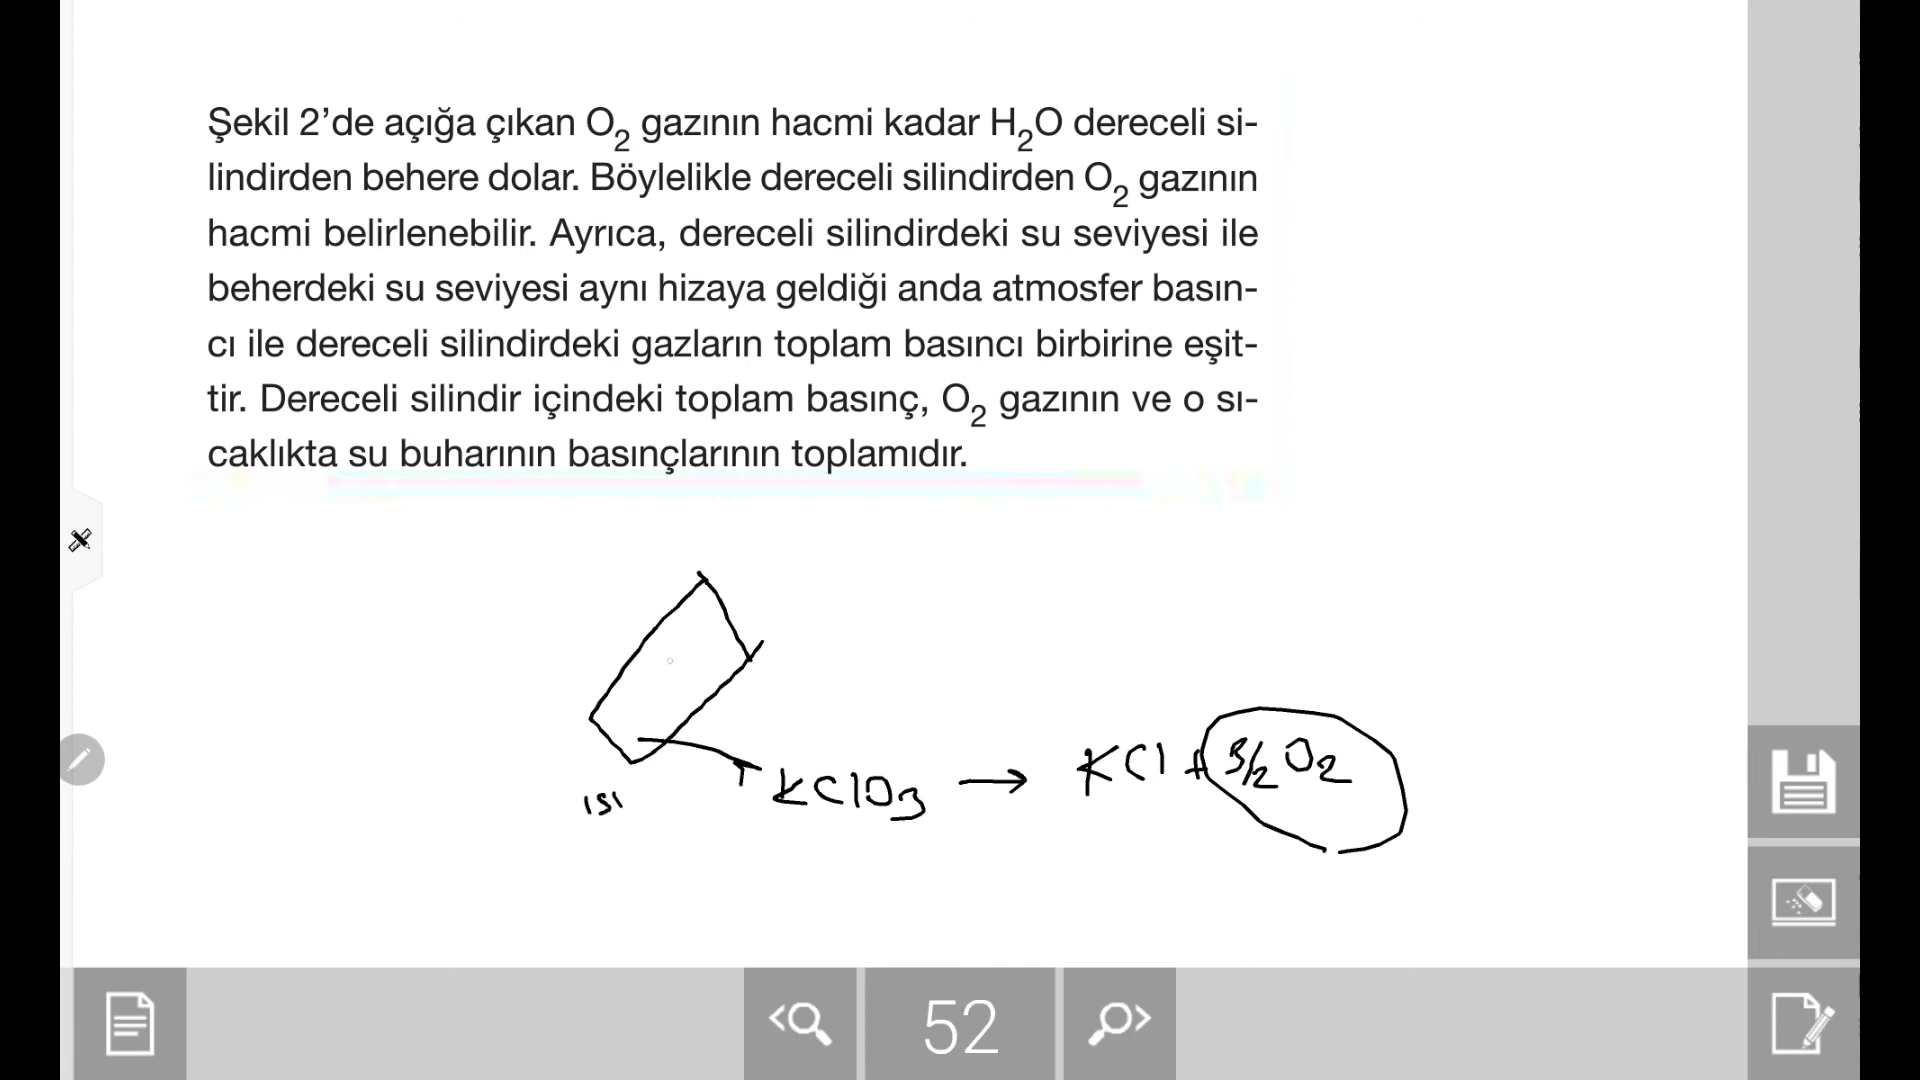 Şekil 2’de açığa çıkan O₂ gazının hacmi kadar H₂O dereceli si-
lindirden behere dolar. Böylelikle dereceli silindirden O₂ gazının
hacmi belirlenebilir. Ayrıca, dereceli silindirdeki su seviyesi ile
beherdeki su seviyesi aynı hizaya geldiği anda atmosfer basın-
cı ile dereceli silindirdeki gazların toplam basıncı birbirine eşit-
tir. Dereceli silindir içindeki toplam basınç, O₂ gazının ve o sı-
caklıkta su buharının basınçlarının toplamıdır.
ısı KClO₃ → KCl + 3/2 O₂
52